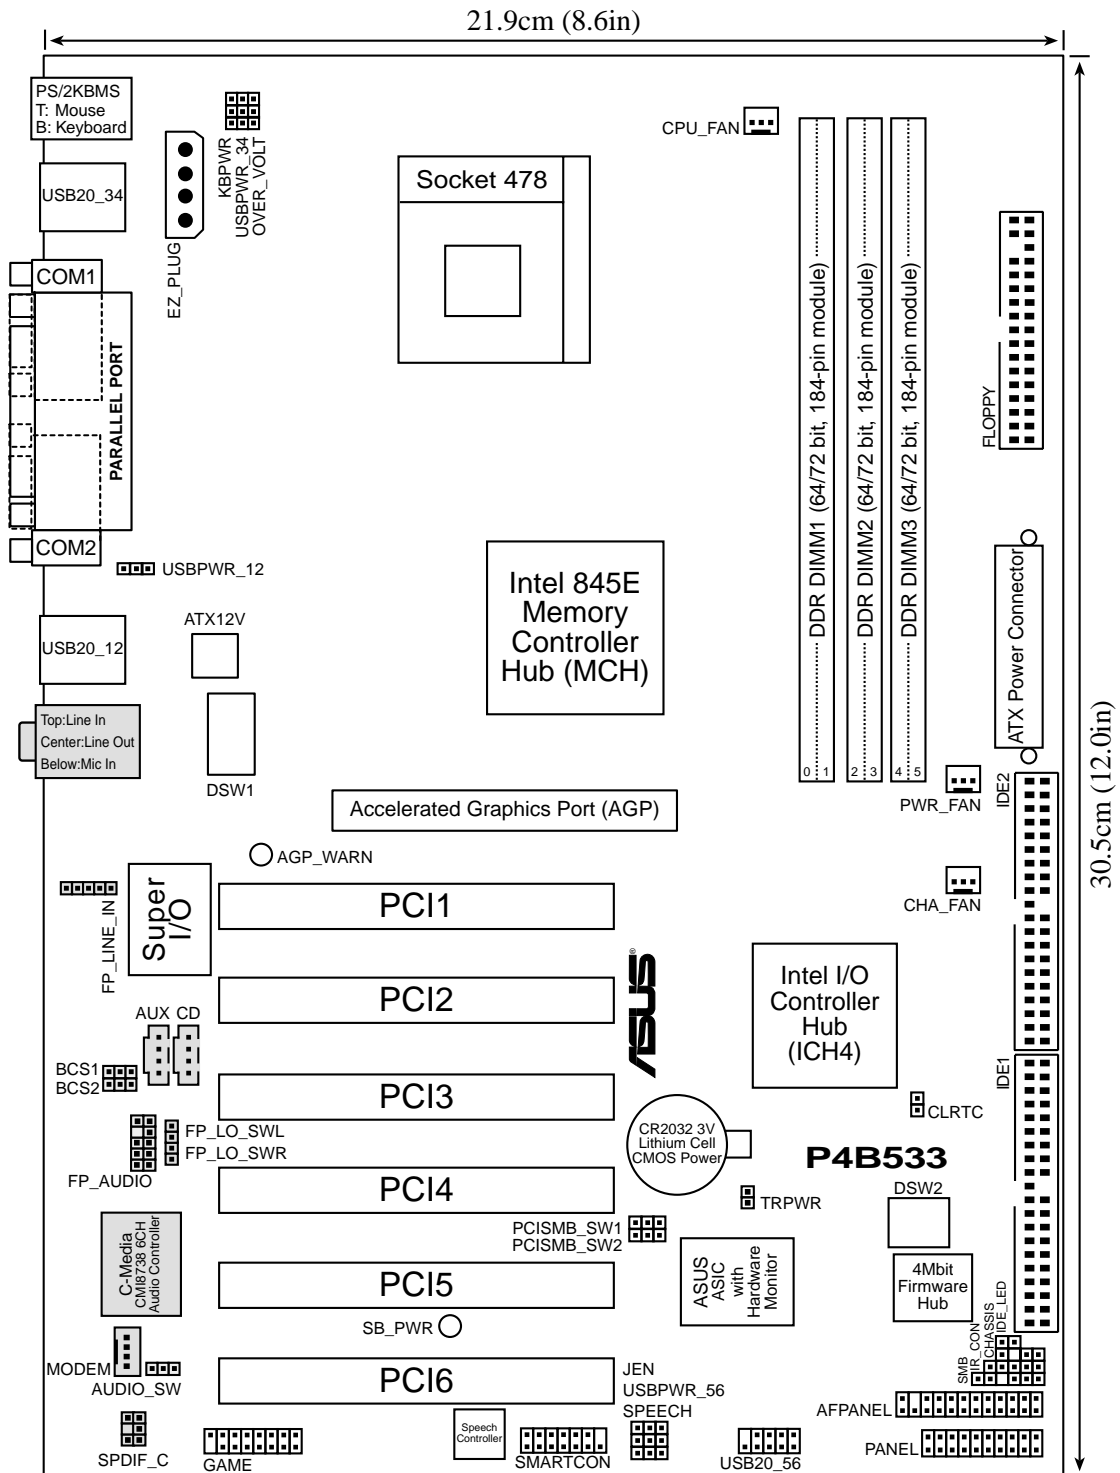 21.9cm (8.6in)
PS/2KBMS
T: Mouse
B: Keyboard
USB20_34
EZ_PLUG
KBPWR
USBPWR_34
OVER_VOLT
CPU_FAN
Socket 478
COM1
PARALLEL PORT
COM2
USBPWR_12
ATX12V
USB20_12
Top:Line In
Center:Line Out
Below:Mic In
DSW1
Intel 845E
Memory
Controller
Hub (MCH)
DDR DIMM1 (64/72 bit, 184-pin module)
DDR DIMM2 (64/72 bit, 184-pin module)
DDR DIMM3 (64/72 bit, 184-pin module)
0 1
2 3
4 5
FLOPPY
ATX Power Connector
30.5cm (12.0in)
Accelerated Graphics Port (AGP)
PWR_FAN
IDE2
AGP_WARN
CHA_FAN
FP_LINE_IN
Super
I/O
PCI1
PCI2
ASUS®
Intel I/O
Controller
Hub
(ICH4)
AUX CD
BCS1
BCS2
PCI3
IDE1
CLRTC
CR2032 3V
Lithium Cell
CMOS Power
FP_LO_SWL
FP_LO_SWR
FP_AUDIO
P4B533
PCI4
DSW2
TRPWR
PCISMB_SW1
PCISMB_SW2
C-Media
CMI8738 6CH
Audio Controller
PCI5
ASUS
ASIC
with
Hardware
Monitor
4Mbit
Firmware
Hub
SB_PWR
SMB
IR_CON
CHASSIS
IDE_LED
MODEM
AUDIO_SW
PCI6
JEN
USBPWR_56
SPEECH
AFPANEL
SPDIF_C
GAME
Speech
Controller
SMARTCON
USB20_56
PANEL